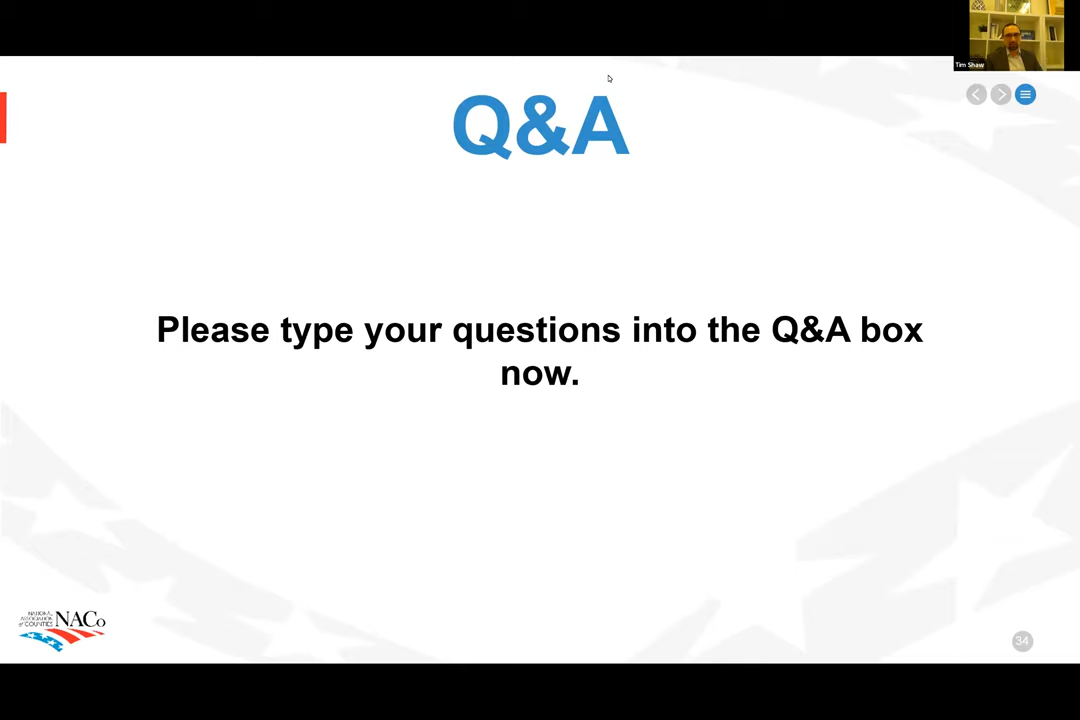 Tim Shaw
Q&A
Please type your questions into the Q&A box
now.
NATIONAL
ASSOCIATION
of COUNTIES
NACo
34